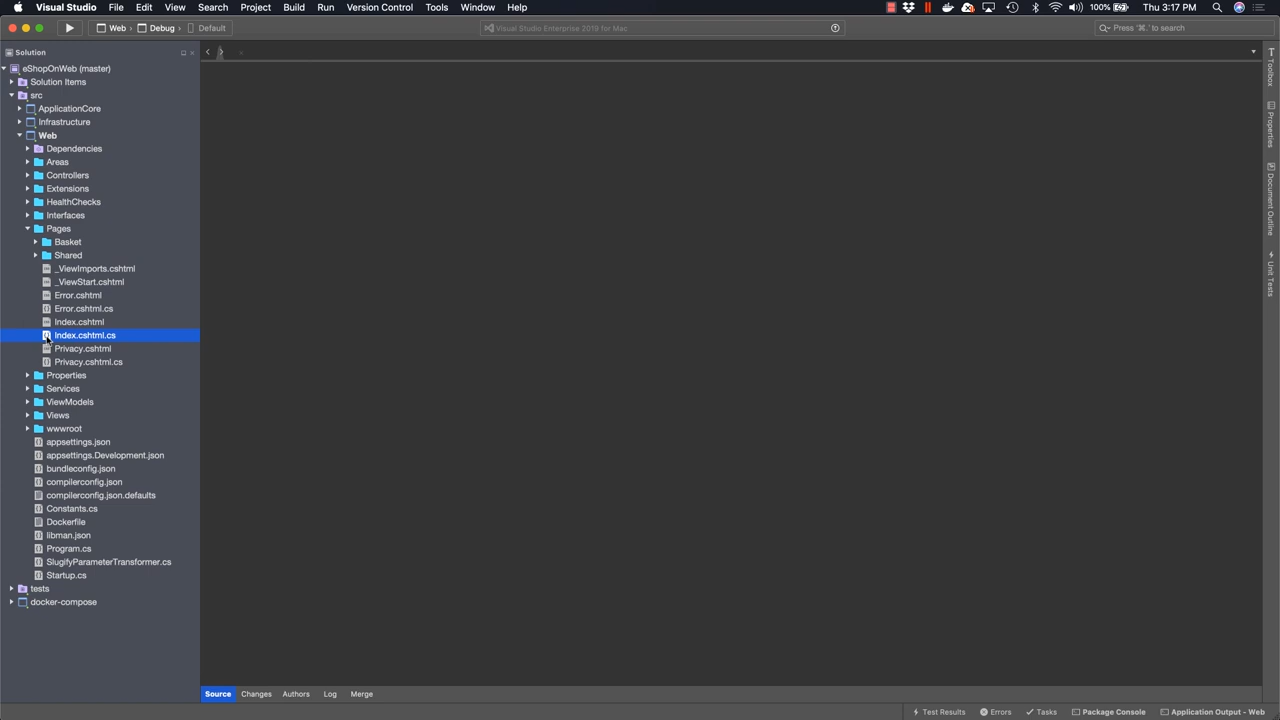 Visual Studio File Edit View Search Project Build Run Version Control Tools Window Help 100% Thu 3:17 PM
Web › Debug › Default Visual Studio Enterprise 2019 for Mac Press '⌘.' to search
Solution
eShopOnWeb (master)
Solution Items
src
ApplicationCore
Infrastructure
Web
Dependencies
Areas
Controllers
Extensions
HealthChecks
Interfaces
Pages
Basket
Shared
_ViewImports.cshtml
_ViewStart.cshtml
Error.cshtml
Error.cshtml.cs
Index.cshtml
Index.cshtml.cs
Privacy.cshtml
Privacy.cshtml.cs
Properties
Services
ViewModels
Views
wwwroot
appsettings.json
appsettings.Development.json
bundleconfig.json
compilerconfig.json
compilerconfig.json.defaults
Constants.cs
Dockerfile
libman.json
Program.cs
SlugifyParameterTransformer.cs
Startup.cs
tests
docker-compose
Toolbox
Properties
Document Outline
Unit Tests
Source Changes Authors Log Merge
Test Results Errors Tasks Package Console Application Output - Web